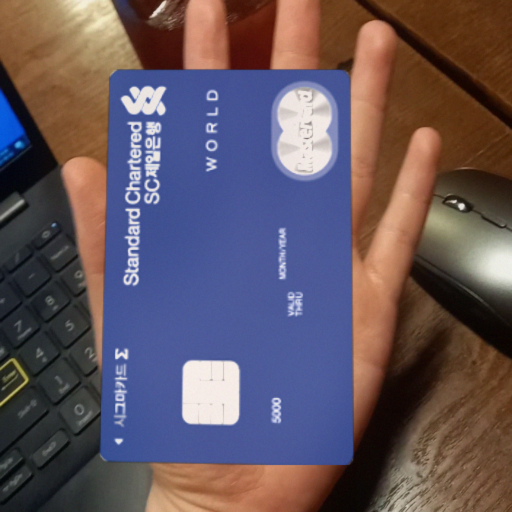 Standard Chartered
SC제일은행
WORLD
MasterCard
MONTH/YEAR
VALID
THRU
5000
시그마카드 Σ